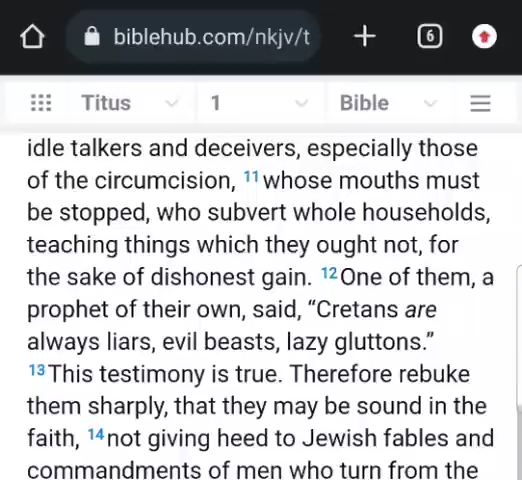 biblehub.com/nkjv/t
6
Titus 1 Bible
idle talkers and deceivers, especially those
of the circumcision, 11 whose mouths must
be stopped, who subvert whole households,
teaching things which they ought not, for
the sake of dishonest gain. 12 One of them, a
prophet of their own, said, “Cretans are
always liars, evil beasts, lazy gluttons.”
13 This testimony is true. Therefore rebuke
them sharply, that they may be sound in the
faith, 14 not giving heed to Jewish fables and
commandments of men who turn from the